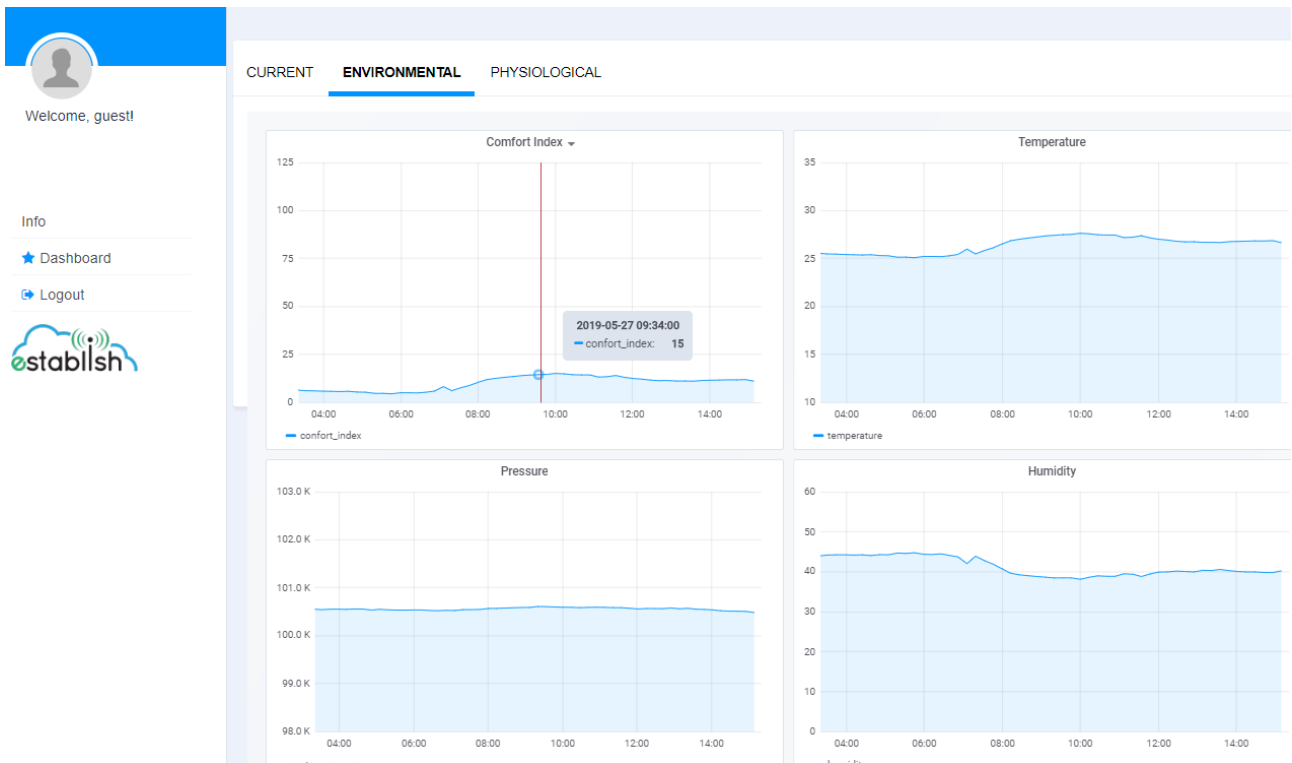 Welcome, guest!
Info
Dashboard
Logout
establish
CURRENT ENVIRONMENTAL PHYSIOLOGICAL
Comfort Index
125
100
75
50
25
0
04:00 06:00 08:00 10:00 12:00 14:00
2019-05-27 09:34:00
confort_index: 15
confort_index
Temperature
35
30
25
20
15
10
04:00 06:00 08:00 10:00 12:00 14:00
temperature
Pressure
103.0 K
102.0 K
101.0 K
100.0 K
99.0 K
98.0 K
04:00 06:00 08:00 10:00 12:00 14:00
Humidity
60
50
40
30
20
10
0
04:00 06:00 08:00 10:00 12:00 14:00